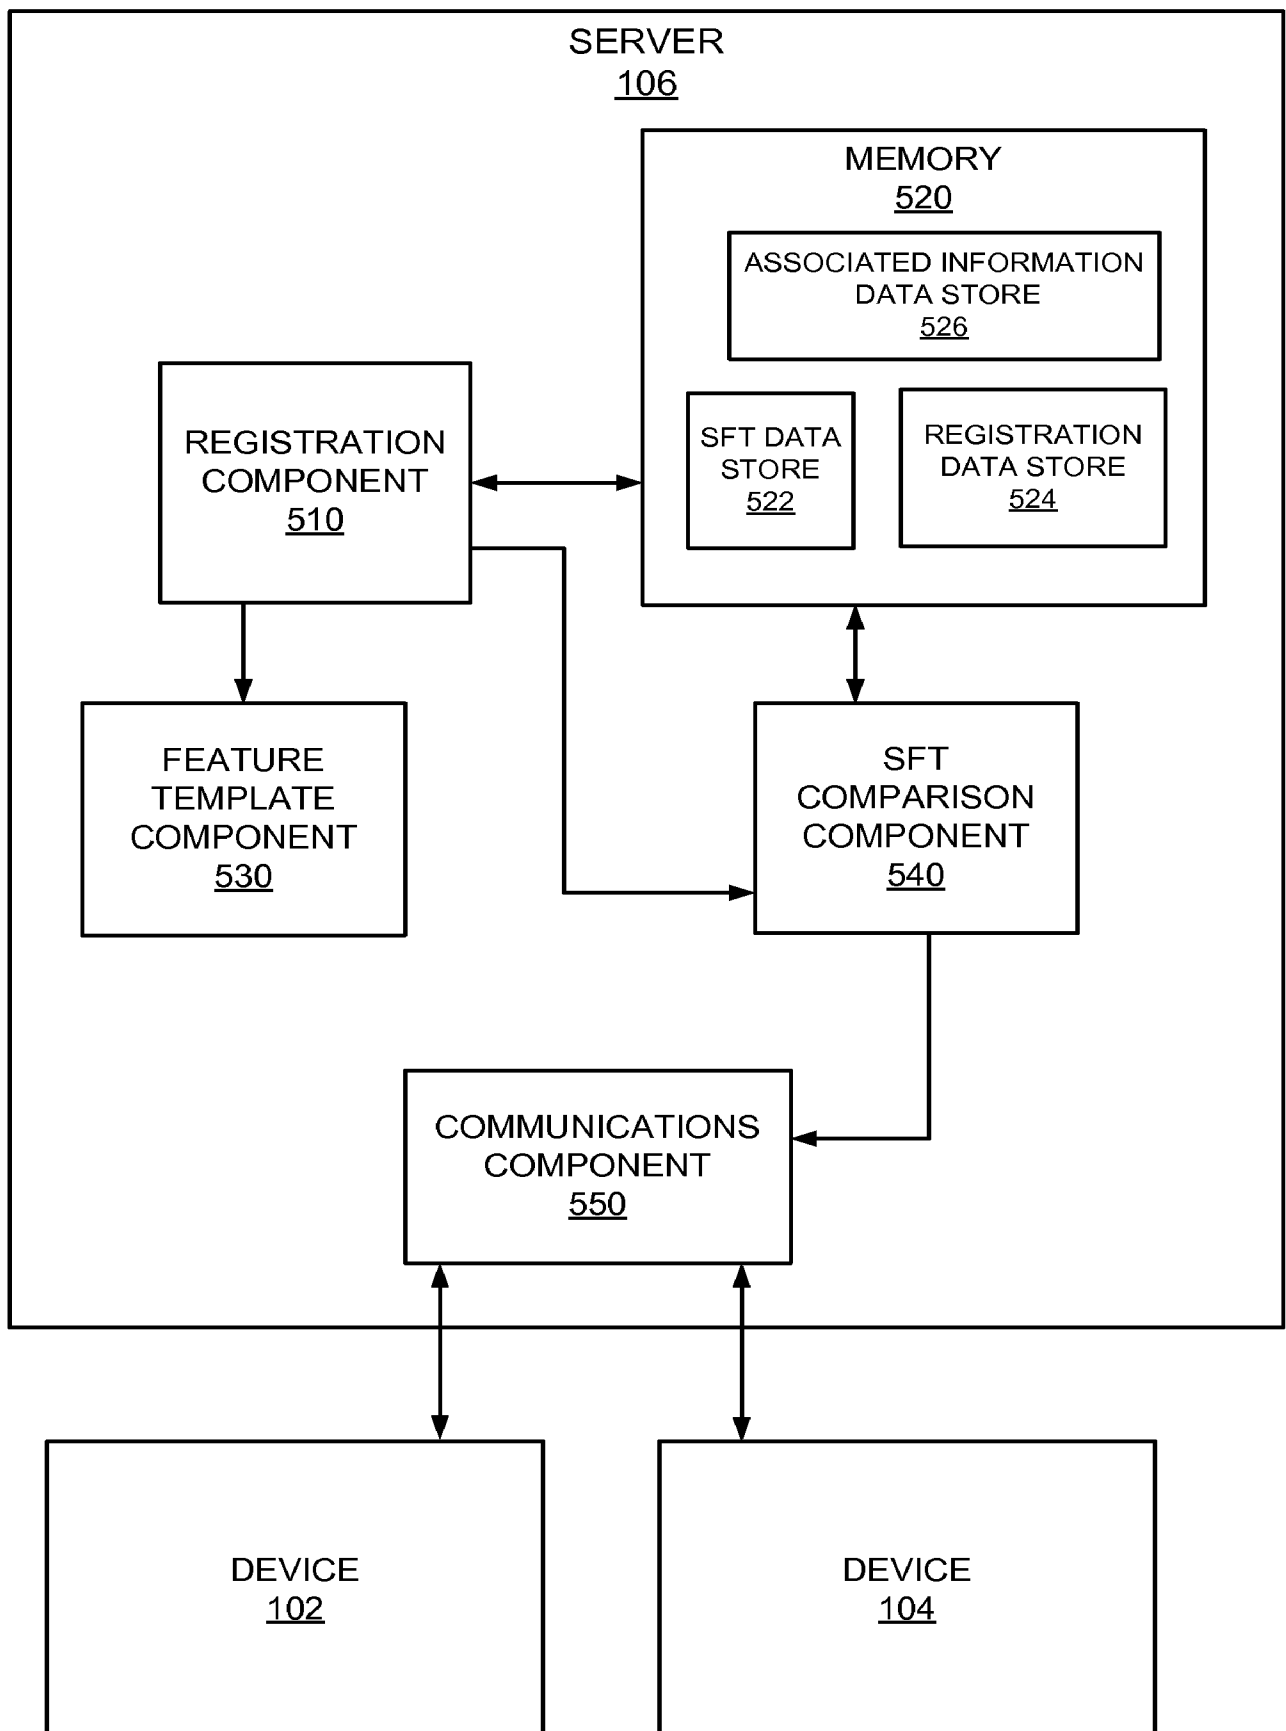 SERVER
106
MEMORY
520
ASSOCIATED INFORMATION
DATA STORE
526
REGISTRATION
COMPONENT
510
SFT DATA
STORE
522
REGISTRATION
DATA STORE
524
FEATURE
TEMPLATE
COMPONENT
530
SFT
COMPARISON
COMPONENT
540
COMMUNICATIONS
COMPONENT
550
DEVICE
102
DEVICE
104